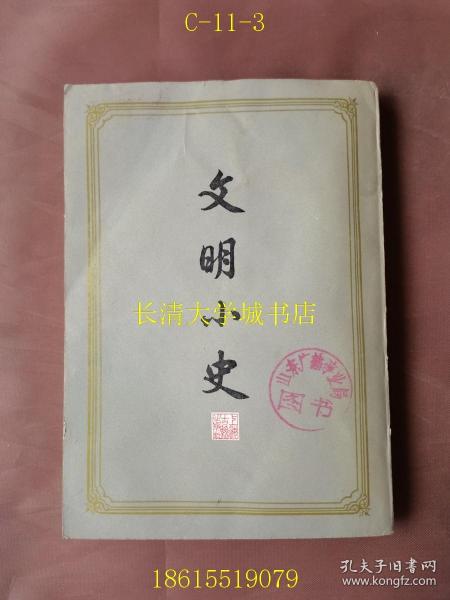 C-11-3
文明小史
长清大学城书店
图书
18615519079
孔夫子旧书网
www.kongfz.com